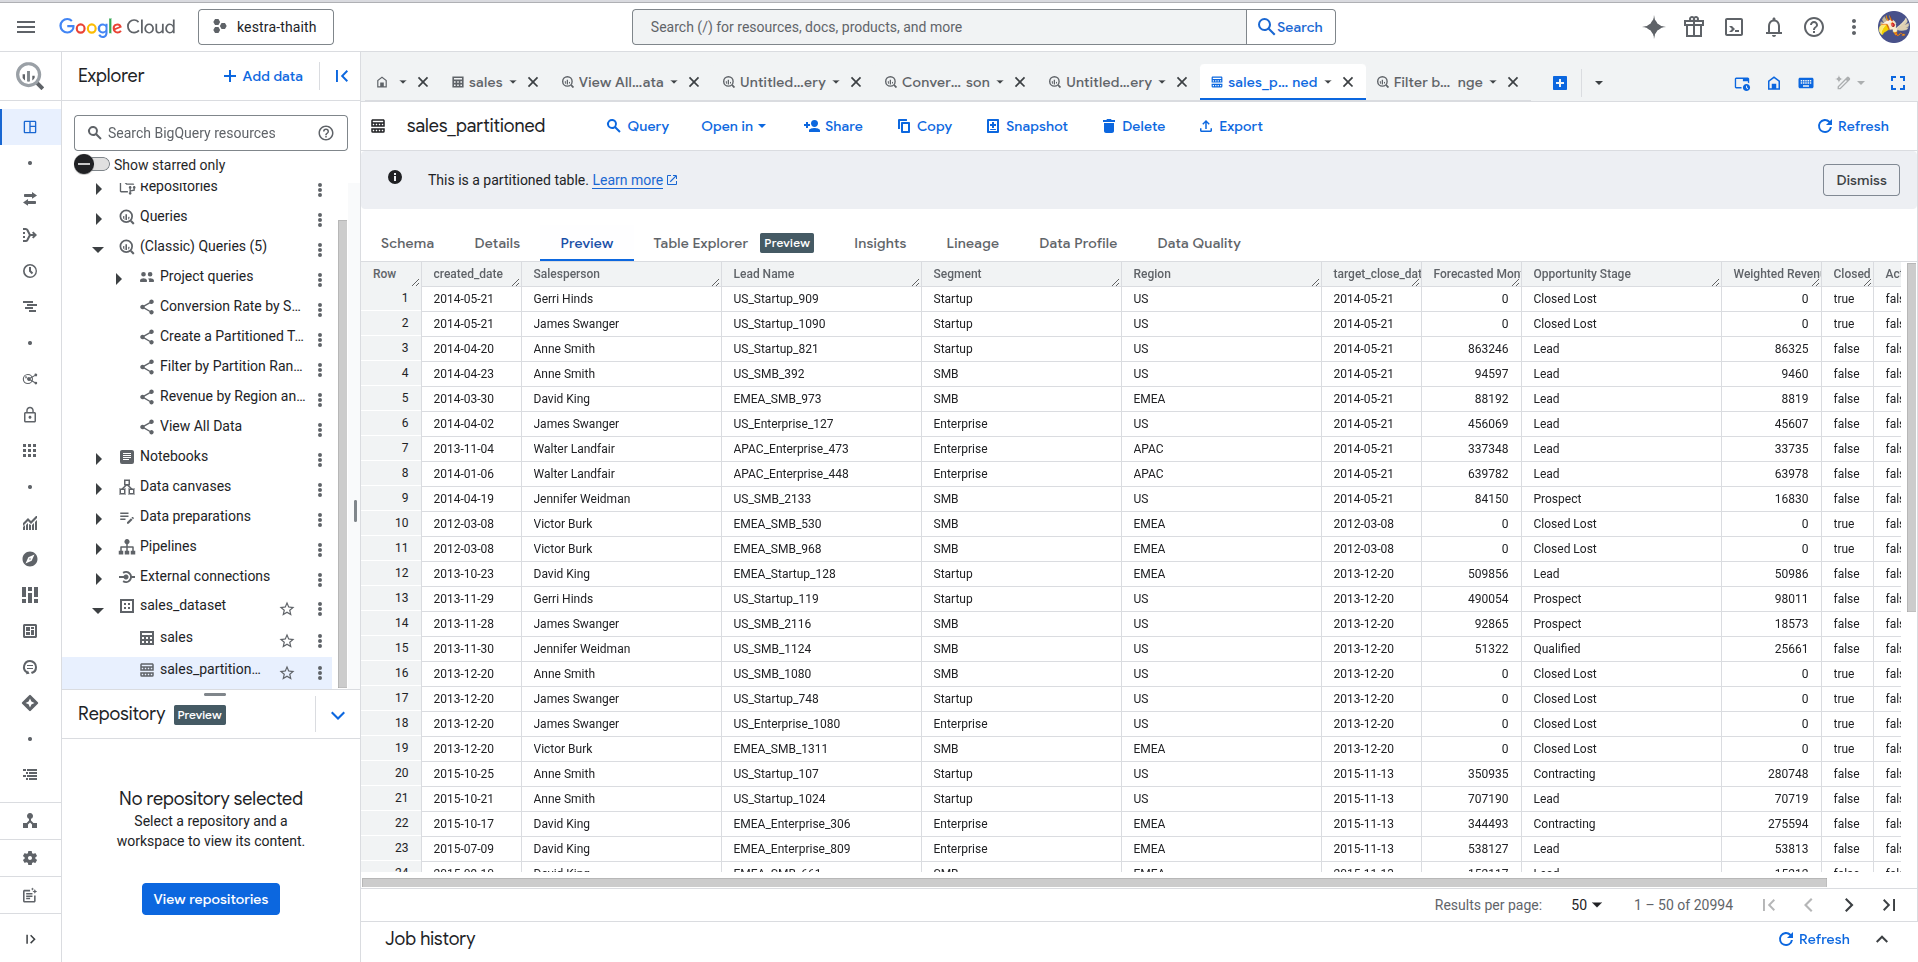 Google Cloud
kestra-thaith
Search (/) for resources, docs, products, and more
Search
Explorer
+ Add data
Search BigQuery resources
Show starred only
Repositories
Queries
(Classic) Queries (5)
Project queries
Conversion Rate by S...
Create a Partitioned T...
Filter by Partition Ran...
Revenue by Region an...
View All Data
Notebooks
Data canvases
Data preparations
Pipelines
External connections
sales_dataset
sales
sales_partition...
Repository Preview
No repository selected
Select a repository and a
workspace to view its content.
View repositories
sales
View All...ata
Untitled...ery
Conver... son
Untitled...ery
sales_p... ned
Filter b... nge
sales_partitioned
Query
Open in
Share
Copy
Snapshot
Delete
Export
Refresh
This is a partitioned table. Learn more
Dismiss
Schema Details Preview Table Explorer Preview Insights Lineage Data Profile Data Quality
Row created_date Salesperson Lead Name Segment Region target_close_dat Forecasted Mon Opportunity Stage Weighted Reven Closed Act
1 2014-05-21 Gerri Hinds US_Startup_909 Startup US 2014-05-21 0 Closed Lost 0 true fals
2 2014-05-21 James Swanger US_Startup_1090 Startup US 2014-05-21 0 Closed Lost 0 true fals
3 2014-04-20 Anne Smith US_Startup_821 Startup US 2014-05-21 863246 Lead 86325 false fals
4 2014-04-23 Anne Smith US_SMB_392 SMB US 2014-05-21 94597 Lead 9460 false fals
5 2014-03-30 David King EMEA_SMB_973 SMB EMEA 2014-05-21 88192 Lead 8819 false fals
6 2014-04-02 James Swanger US_Enterprise_127 Enterprise US 2014-05-21 456069 Lead 45607 false fals
7 2013-11-04 Walter Landfair APAC_Enterprise_473 Enterprise APAC 2014-05-21 337348 Lead 33735 false fals
8 2014-01-06 Walter Landfair APAC_Enterprise_448 Enterprise APAC 2014-05-21 639782 Lead 63978 false fals
9 2014-04-19 Jennifer Weidman US_SMB_2133 SMB US 2014-05-21 84150 Prospect 16830 false fals
10 2012-03-08 Victor Burk EMEA_SMB_530 SMB EMEA 2012-03-08 0 Closed Lost 0 true fals
11 2012-03-08 Victor Burk EMEA_SMB_968 SMB EMEA 2012-03-08 0 Closed Lost 0 true fals
12 2013-10-23 David King EMEA_Startup_128 Startup EMEA 2013-12-20 509856 Lead 50986 false fals
13 2013-11-29 Gerri Hinds US_Startup_119 Startup US 2013-12-20 490054 Prospect 98011 false fals
14 2013-11-28 James Swanger US_SMB_2116 SMB US 2013-12-20 92865 Prospect 18573 false fals
15 2013-11-30 Jennifer Weidman US_SMB_1124 SMB US 2013-12-20 51322 Qualified 25661 false fals
16 2013-12-20 Anne Smith US_SMB_1080 SMB US 2013-12-20 0 Closed Lost 0 true fals
17 2013-12-20 James Swanger US_Startup_748 Startup US 2013-12-20 0 Closed Lost 0 true fals
18 2013-12-20 James Swanger US_Enterprise_1080 Enterprise US 2013-12-20 0 Closed Lost 0 true fals
19 2013-12-20 Victor Burk EMEA_SMB_1311 SMB EMEA 2013-12-20 0 Closed Lost 0 true fals
20 2015-10-25 Anne Smith US_Startup_107 Startup US 2015-11-13 350935 Contracting 280748 false fals
21 2015-10-21 Anne Smith US_Startup_1024 Startup US 2015-11-13 707190 Lead 70719 false fals
22 2015-10-17 David King EMEA_Enterprise_306 Enterprise EMEA 2015-11-13 344493 Contracting 275594 false fals
23 2015-07-09 David King EMEA_Enterprise_809 Enterprise EMEA 2015-11-13 538127 Lead 53813 false fals
Results per page: 50 1 – 50 of 20994
Job history
Refresh